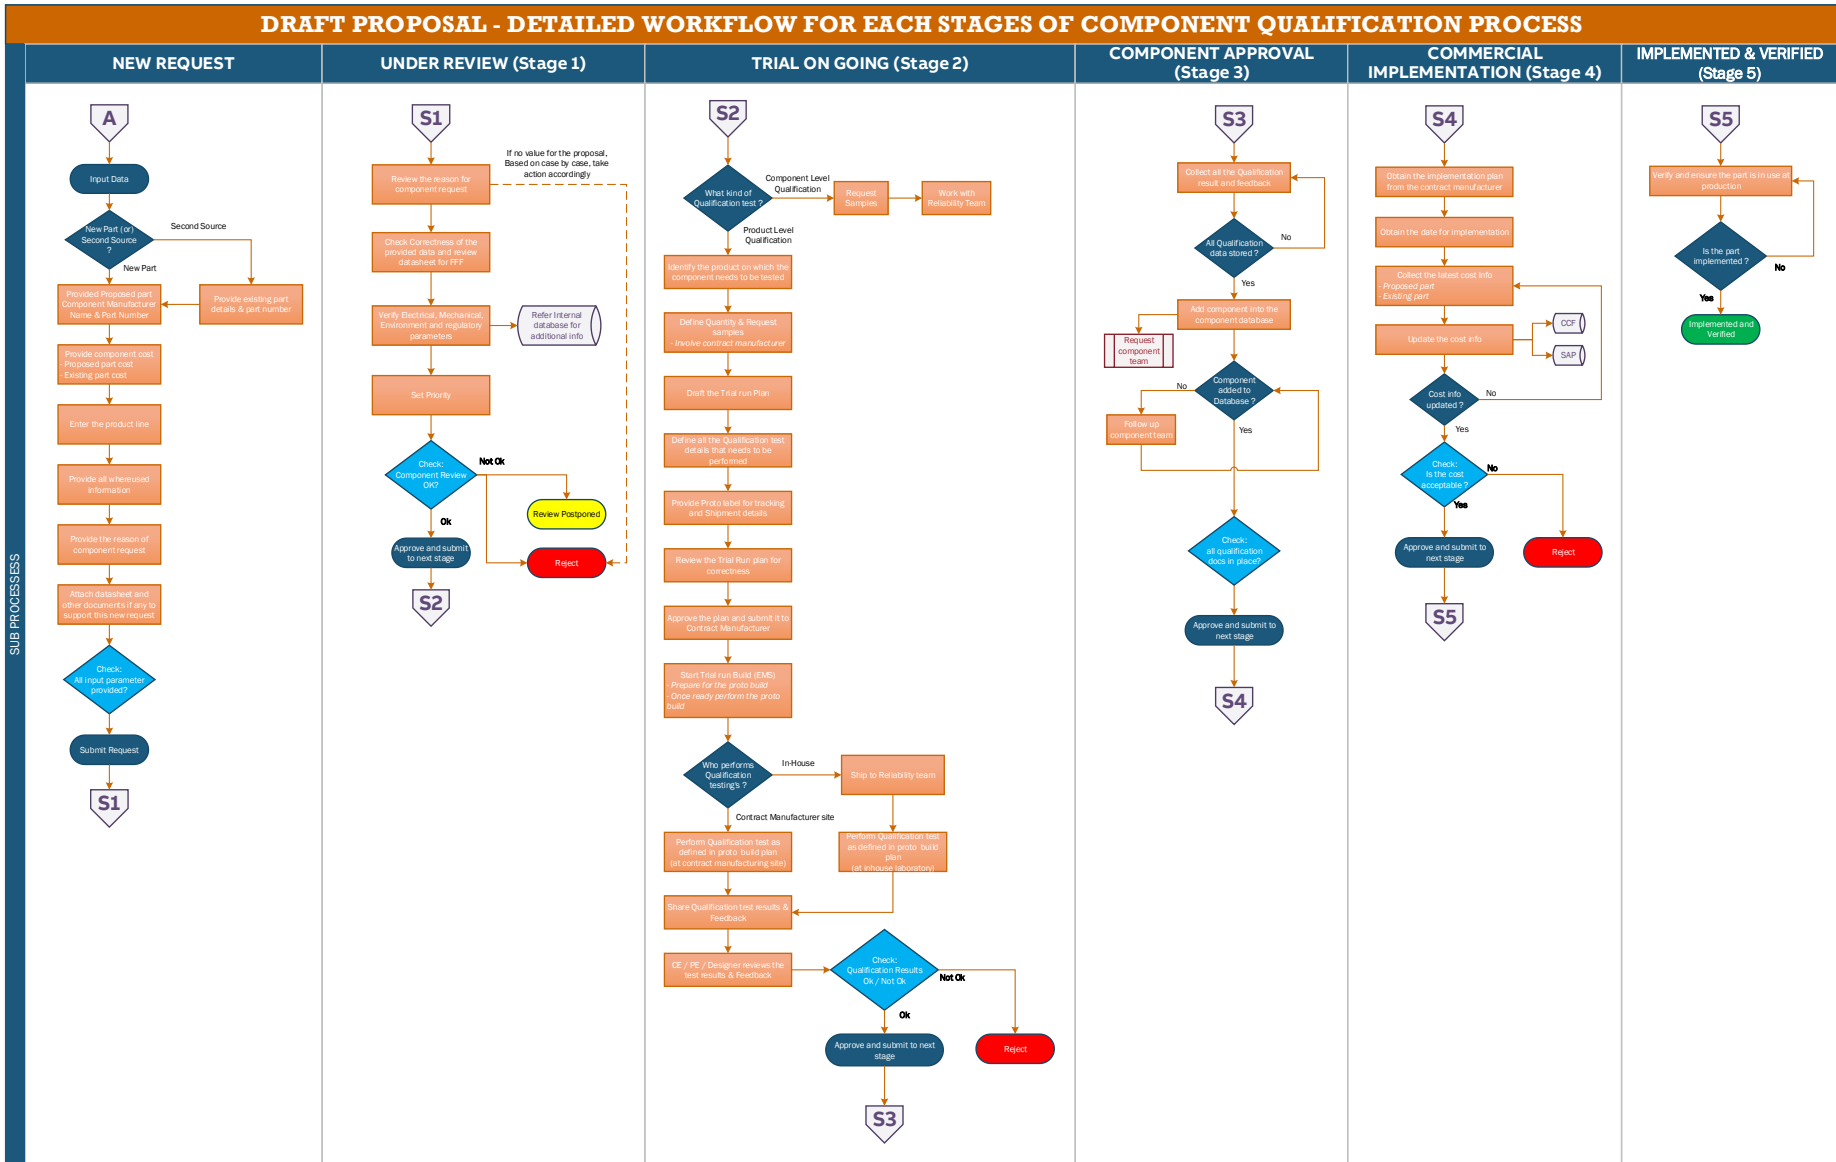 DRAFT PROPOSAL - DETAILED WORKFLOW FOR EACH STAGES OF COMPONENT QUALIFICATION PROCESS
SUB PROCESSESS
NEW REQUEST
A
Input Data
New Part (or)
Second Source
?
Second Source
New Part
Provided Proposed part
Component Manufacturer
Name & Part Number
Provide existing part
details & part number
Provide component cost
- Proposed part cost
- Existing part cost
Enter the product line
Provide all whereused
information
Provide the reason of
component request
Attach datasheet and
other documents if any to
support this new request
Check:
All input parameter
provided?
Submit Request
S1
UNDER REVIEW (Stage 1)
S1
If no value for the proposal,
Based on case by case, take
action accordingly
Review the reason for
component request
Check Correctness of the
provided data and review
datasheet for FFF
Verify Electrical, Mechanical,
Environment and regulatory
parameters
Refer Internal
database for
additional info
Set Priority
Check:
Component Review
OK?
Not Ok
Review Postponed
Ok
Approve and submit
to next stage
Reject
S2
TRIAL ON GOING (Stage 2)
S2
What kind of
Qualification test ?
Component Level
Qualification
Request
Samples
Work with
Reliability Team
Product Level
Qualification
Identify the product on which the
component needs to be tested
Define Quantity & Request
samples
- Involve contract manufacturer
Draft the Trial run Plan
Define all the Qualification test
details that needs to be
performed
Provide Proto label for tracking
and Shipment details
Review the Trial Run plan for
correctness
Approve the plan and submit it to
Contract Manufacturer
Start Trial run Build (EMS)
- Prepare for the proto build
- Once ready perform the proto
build
Who performs
Qualification
testing's ?
In-House
Ship to Reliability team
Contract Manufacturer site
Perform Qualification test as
defined in proto build plan
(at contract manufacturing site)
Perform Qualification test
as defined in proto build
plan
(at inhouse laboratory)
Share Qualification test results &
Feedback
CE / PE / Designer reviews the
test results & Feedback
Check:
Qualification Results
Ok / Not Ok
Not Ok
Ok
Approve and submit to next
stage
Reject
S3
COMPONENT APPROVAL
(Stage 3)
S3
Collect all the Qualification
result and feedback
All Qualification
data stored ?
No
Yes
Add component into the
component database
Request
component
team
Component
added to
Database ?
No
Follow up
component team
Yes
Check:
all qualification
docs in place?
Approve and submit to
next stage
S4
COMMERCIAL
IMPLEMENTATION (Stage 4)
S4
Obtain the Implementation plan
from the contract manufacturer
Obtain the date for implementation
Collect the latest cost info
- Proposed part
- Existing part
Update the cost info
CCF
SAP
Cost info
updated ?
No
Yes
Check:
Is the cost
acceptable ?
No
Yes
Approve and submit to
next stage
Reject
S5
IMPLEMENTED & VERIFIED
(Stage 5)
S5
Verify and ensure the part is in use at
production
Is the part
implemented ?
No
Yes
Implemented and
Verified